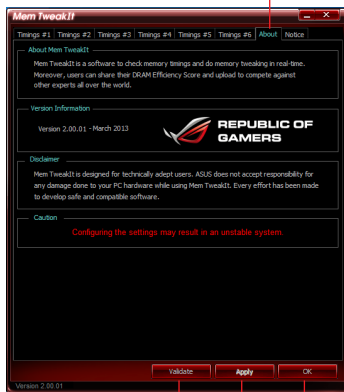 Mem TweakIt
Timings #1 Timings #2 Timings #3 Timings #4 Timings #5 Timings #6 About Notice
About Mem TweakIt
Mem TweakIt is a software to check memory timings and do memory tweaking in real-time.
Moreover, users can share their DRAM Efficiency Score and upload to compete against
other experts all over the world.
Version Information
Version 2.00.01 - March 2013
REPUBLIC OF
GAMERS
Disclaimer
Mem TweakIt is designed for technically adept users. ASUS does not accept responsibility for
any damage done to your PC hardware while using Mem TweakIt. Every effort has been made
to develop safe and compatible software.
Caution
Configuring the settings may result in an unstable system.
Validate Apply OK
Version 2.00.01